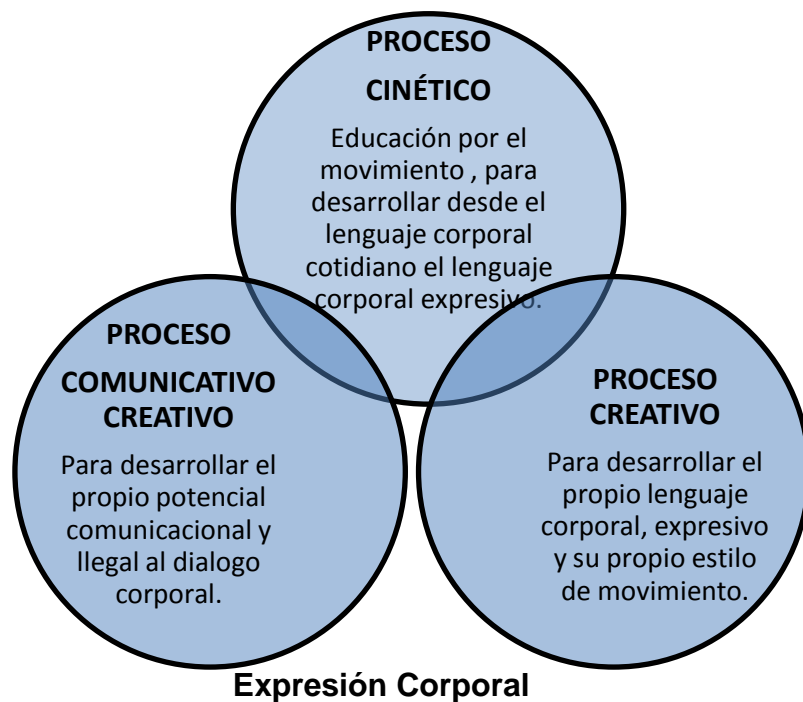 PROCESO
CINÉTICO
Educación por el
movimiento , para
desarrollar desde el
lenguaje corporal
cotidiano el lenguaje
corporal expresivo.
PROCESO
COMUNICATIVO
CREATIVO
Para desarrollar el
propio potencial
comunicacional y
llegal al dialogo
corporal.
PROCESO
CREATIVO
Para desarrollar el
propio lenguaje
corporal, expresivo
y su propio estilo
de movimiento.
Expresión Corporal